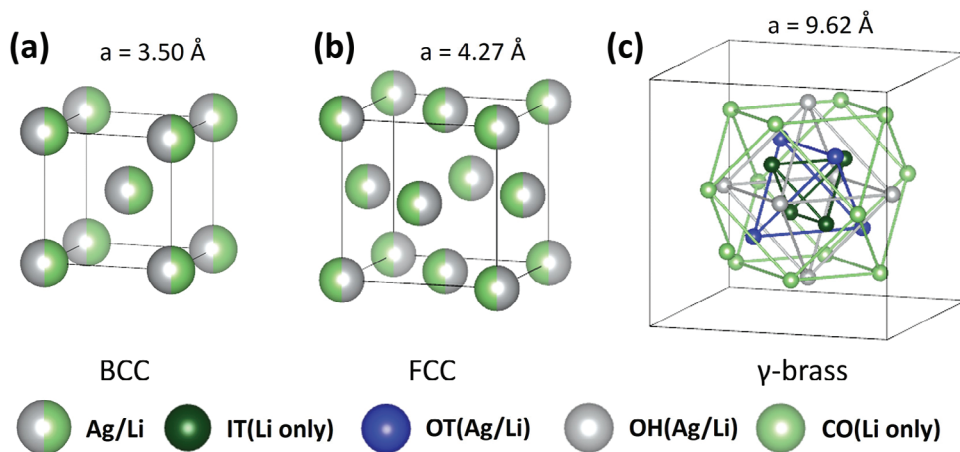 (a)
a = 3.50 Å
(b)
a = 4.27 Å
(c)
a = 9.62 Å
BCC
FCC
γ-brass
Ag/Li
IT(Li only)
OT(Ag/Li)
OH(Ag/Li)
CO(Li only)